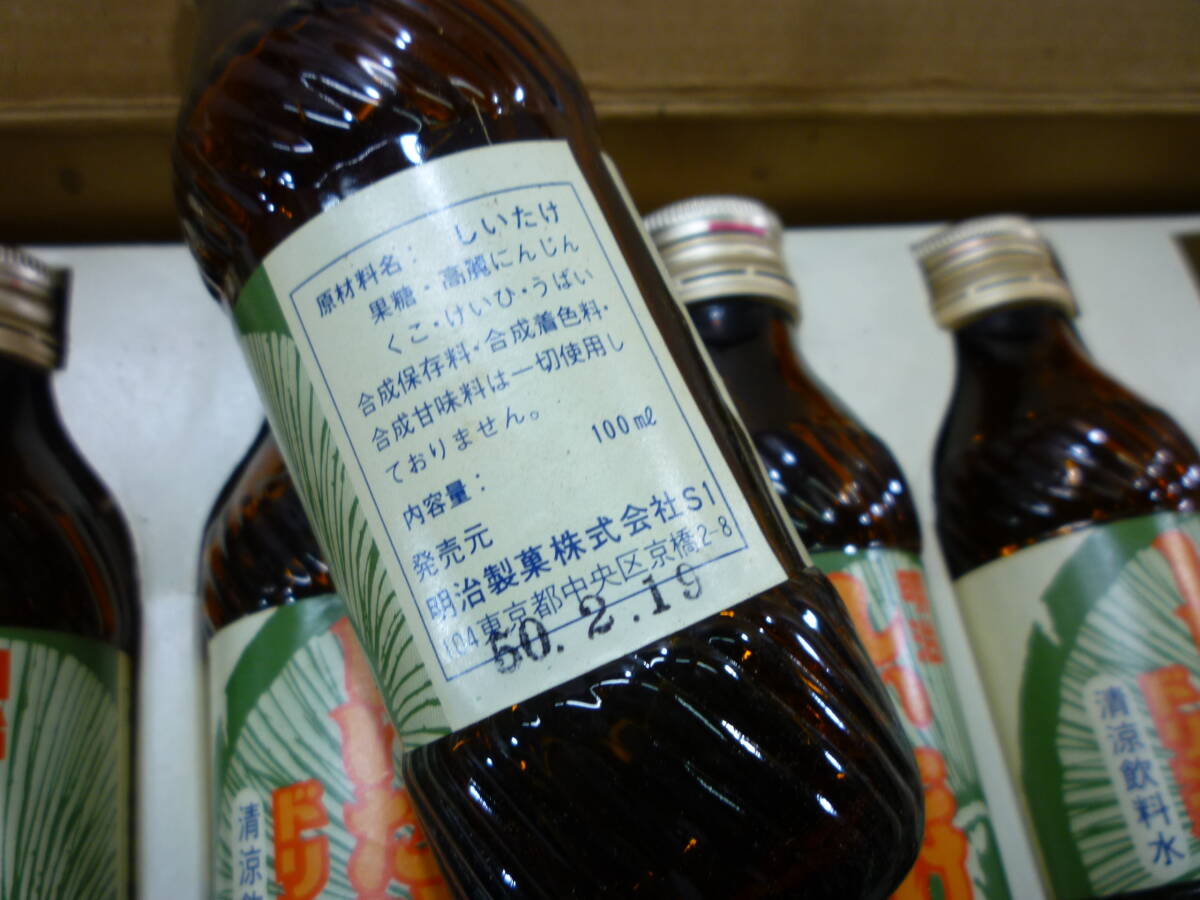 原材料名： しいたけ
果糖・高麗にんじん
くこ・けいひ・うばい
合成保存料・合成着色料・
合成甘味料は一切使用し
ておりません。
内容量： 100ml
発売元
明治製菓株式会社S1
104東京都中央区京橋2-8
50. 2. 19
清涼飲料水
清涼飲
ドリ